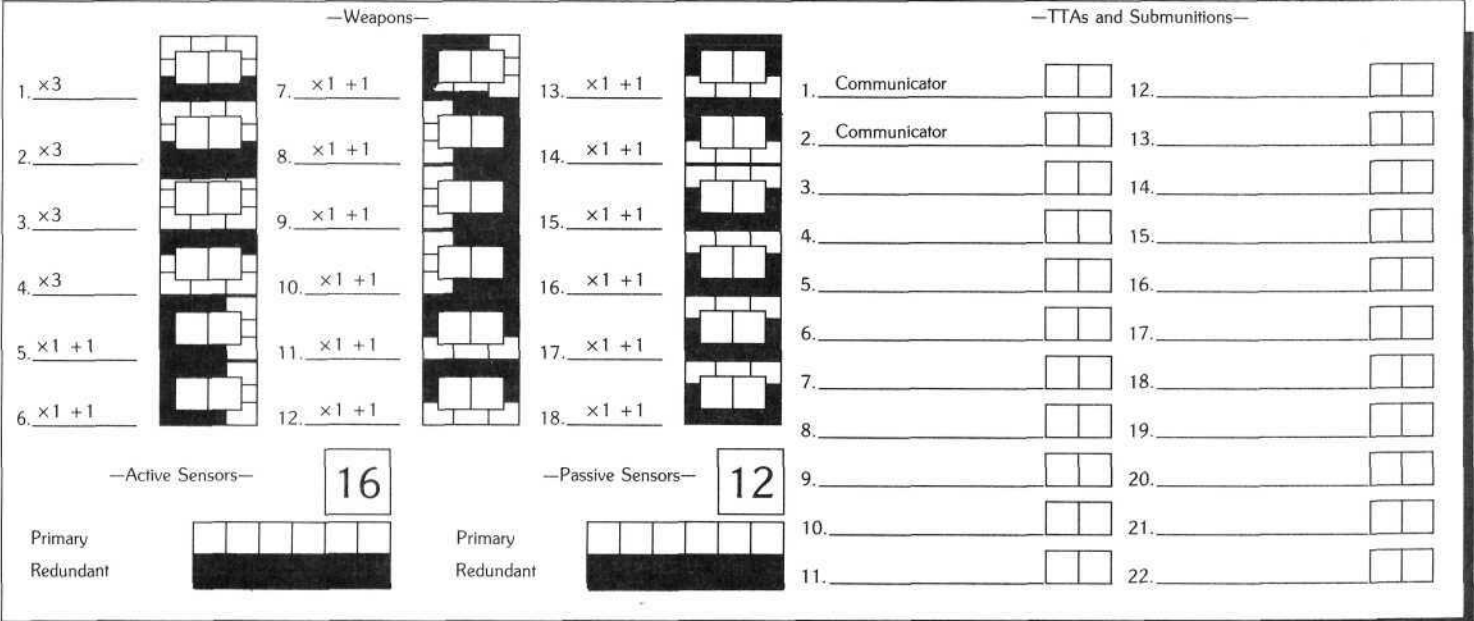 —Weapons—
1. ×3
2. ×3
3. ×3
4. ×3
5. ×1 +1
6. ×1 +1
7. ×1 +1
8. ×1 +1
9. ×1 +1
10. ×1 +1
11. ×1 +1
12. ×1 +1
13. ×1 +1
14. ×1 +1
15. ×1 +1
16. ×1 +1
17. ×1 +1
18. ×1 +1
—Active Sensors— 16
Primary
Redundant
—Passive Sensors— 12
Primary
Redundant
—TTAs and Submunitions—
1. Communicator
2. Communicator
3.
4.
5.
6.
7.
8.
9.
10.
11.
12.
13.
14.
15.
16.
17.
18.
19.
20.
21.
22.